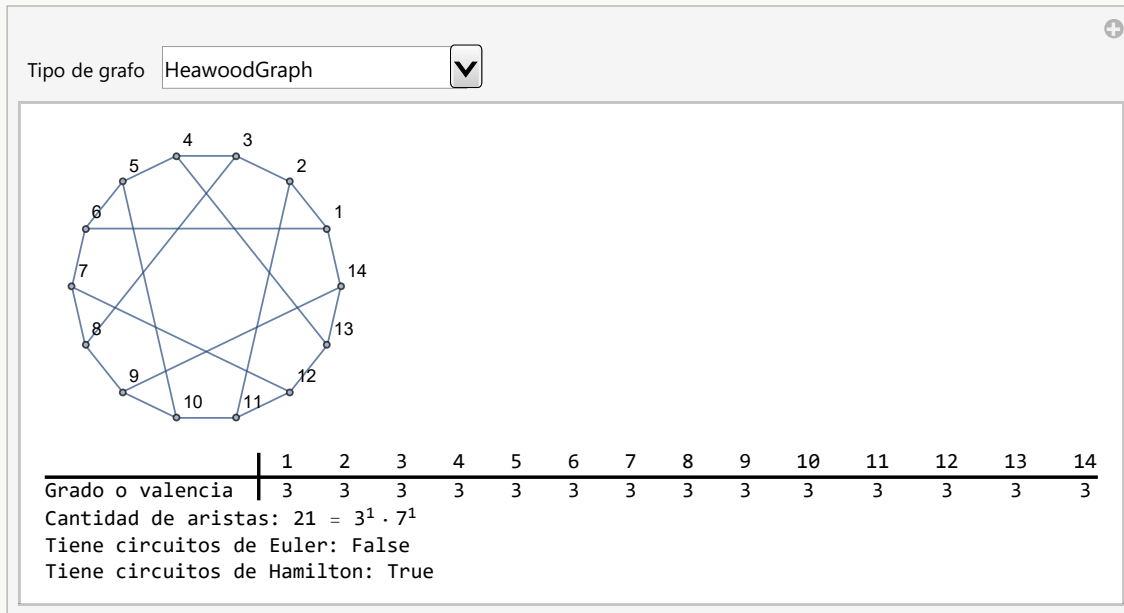 Tipo de grafo HeawoodGraph
4 3
5 2
6 1
7 14
8 13
9 12
10 11
1 2 3 4 5 6 7 8 9 10 11 12 13 14
Grado o valencia 3 3 3 3 3 3 3 3 3 3 3 3 3 3
Cantidad de aristas: 21 = 3¹ · 7¹
Tiene circuitos de Euler: False
Tiene circuitos de Hamilton: True